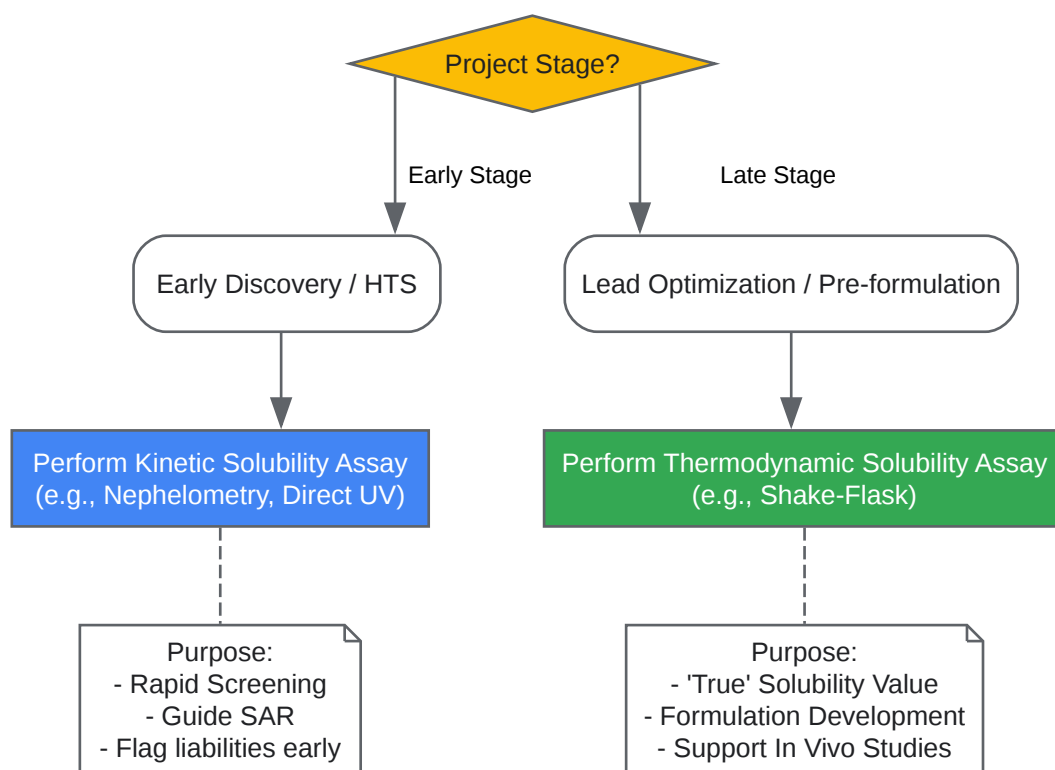 Project Stage?
Early Stage
Late Stage
Early Discovery / HTS
Lead Optimization / Pre-formulation
Perform Kinetic Solubility Assay
(e.g., Nephelometry, Direct UV)
Perform Thermodynamic Solubility Assay
(e.g., Shake-Flask)
Purpose:
- Rapid Screening
- Guide SAR
- Flag liabilities early
Purpose:
- 'True' Solubility Value
- Formulation Development
- Support In Vivo Studies